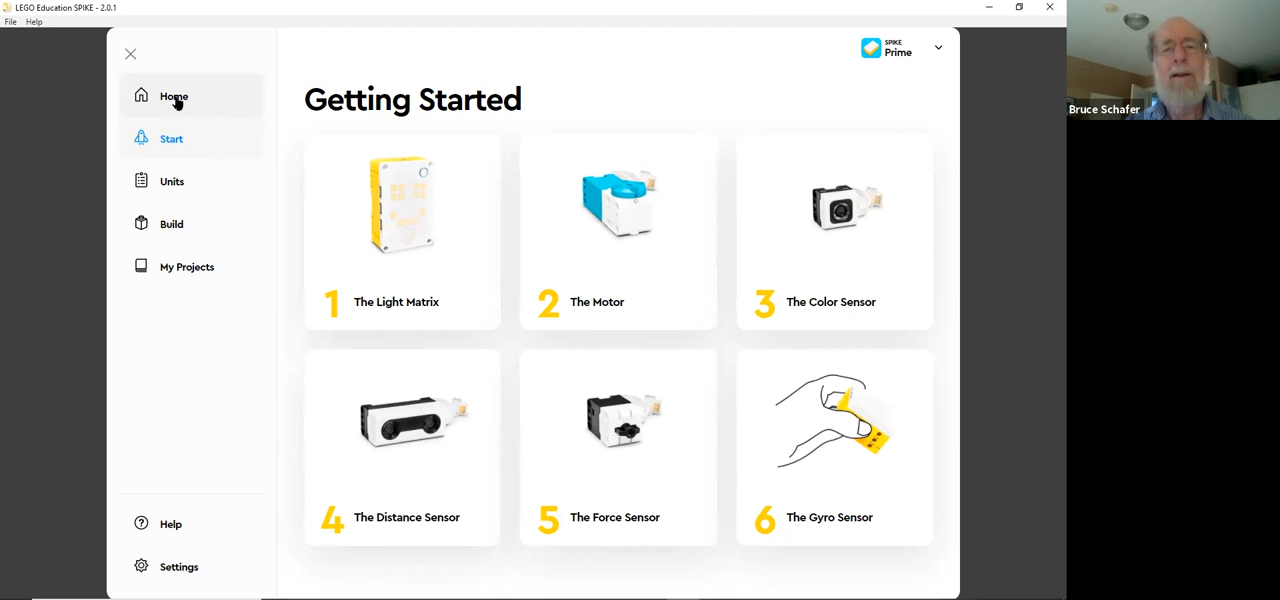 LEGO Education SPIKE - 2.0.1
File Help
Home
Start
Units
Build
My Projects
Help
Settings
SPIKE
Prime
Getting Started
1 The Light Matrix
2 The Motor
3 The Color Sensor
4 The Distance Sensor
5 The Force Sensor
6 The Gyro Sensor
Bruce Schafer